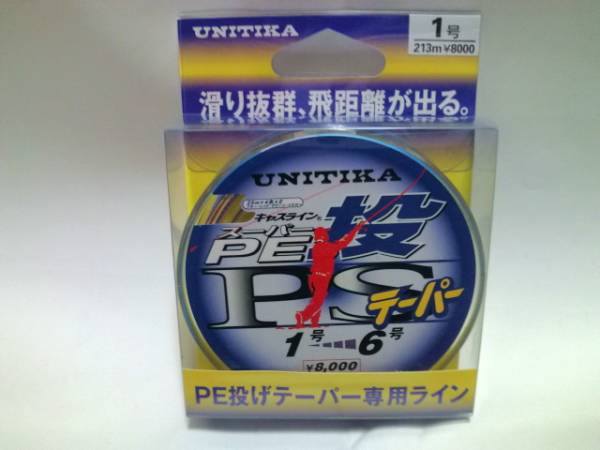 UNITIKA
1号
213m¥8000
滑り抜群、飛距離が出る。
UNITIKA
キャスライン®
スーパーPE投
PS
テーパー
1号 6号
¥8,000
PE投げテーパー専用ライン